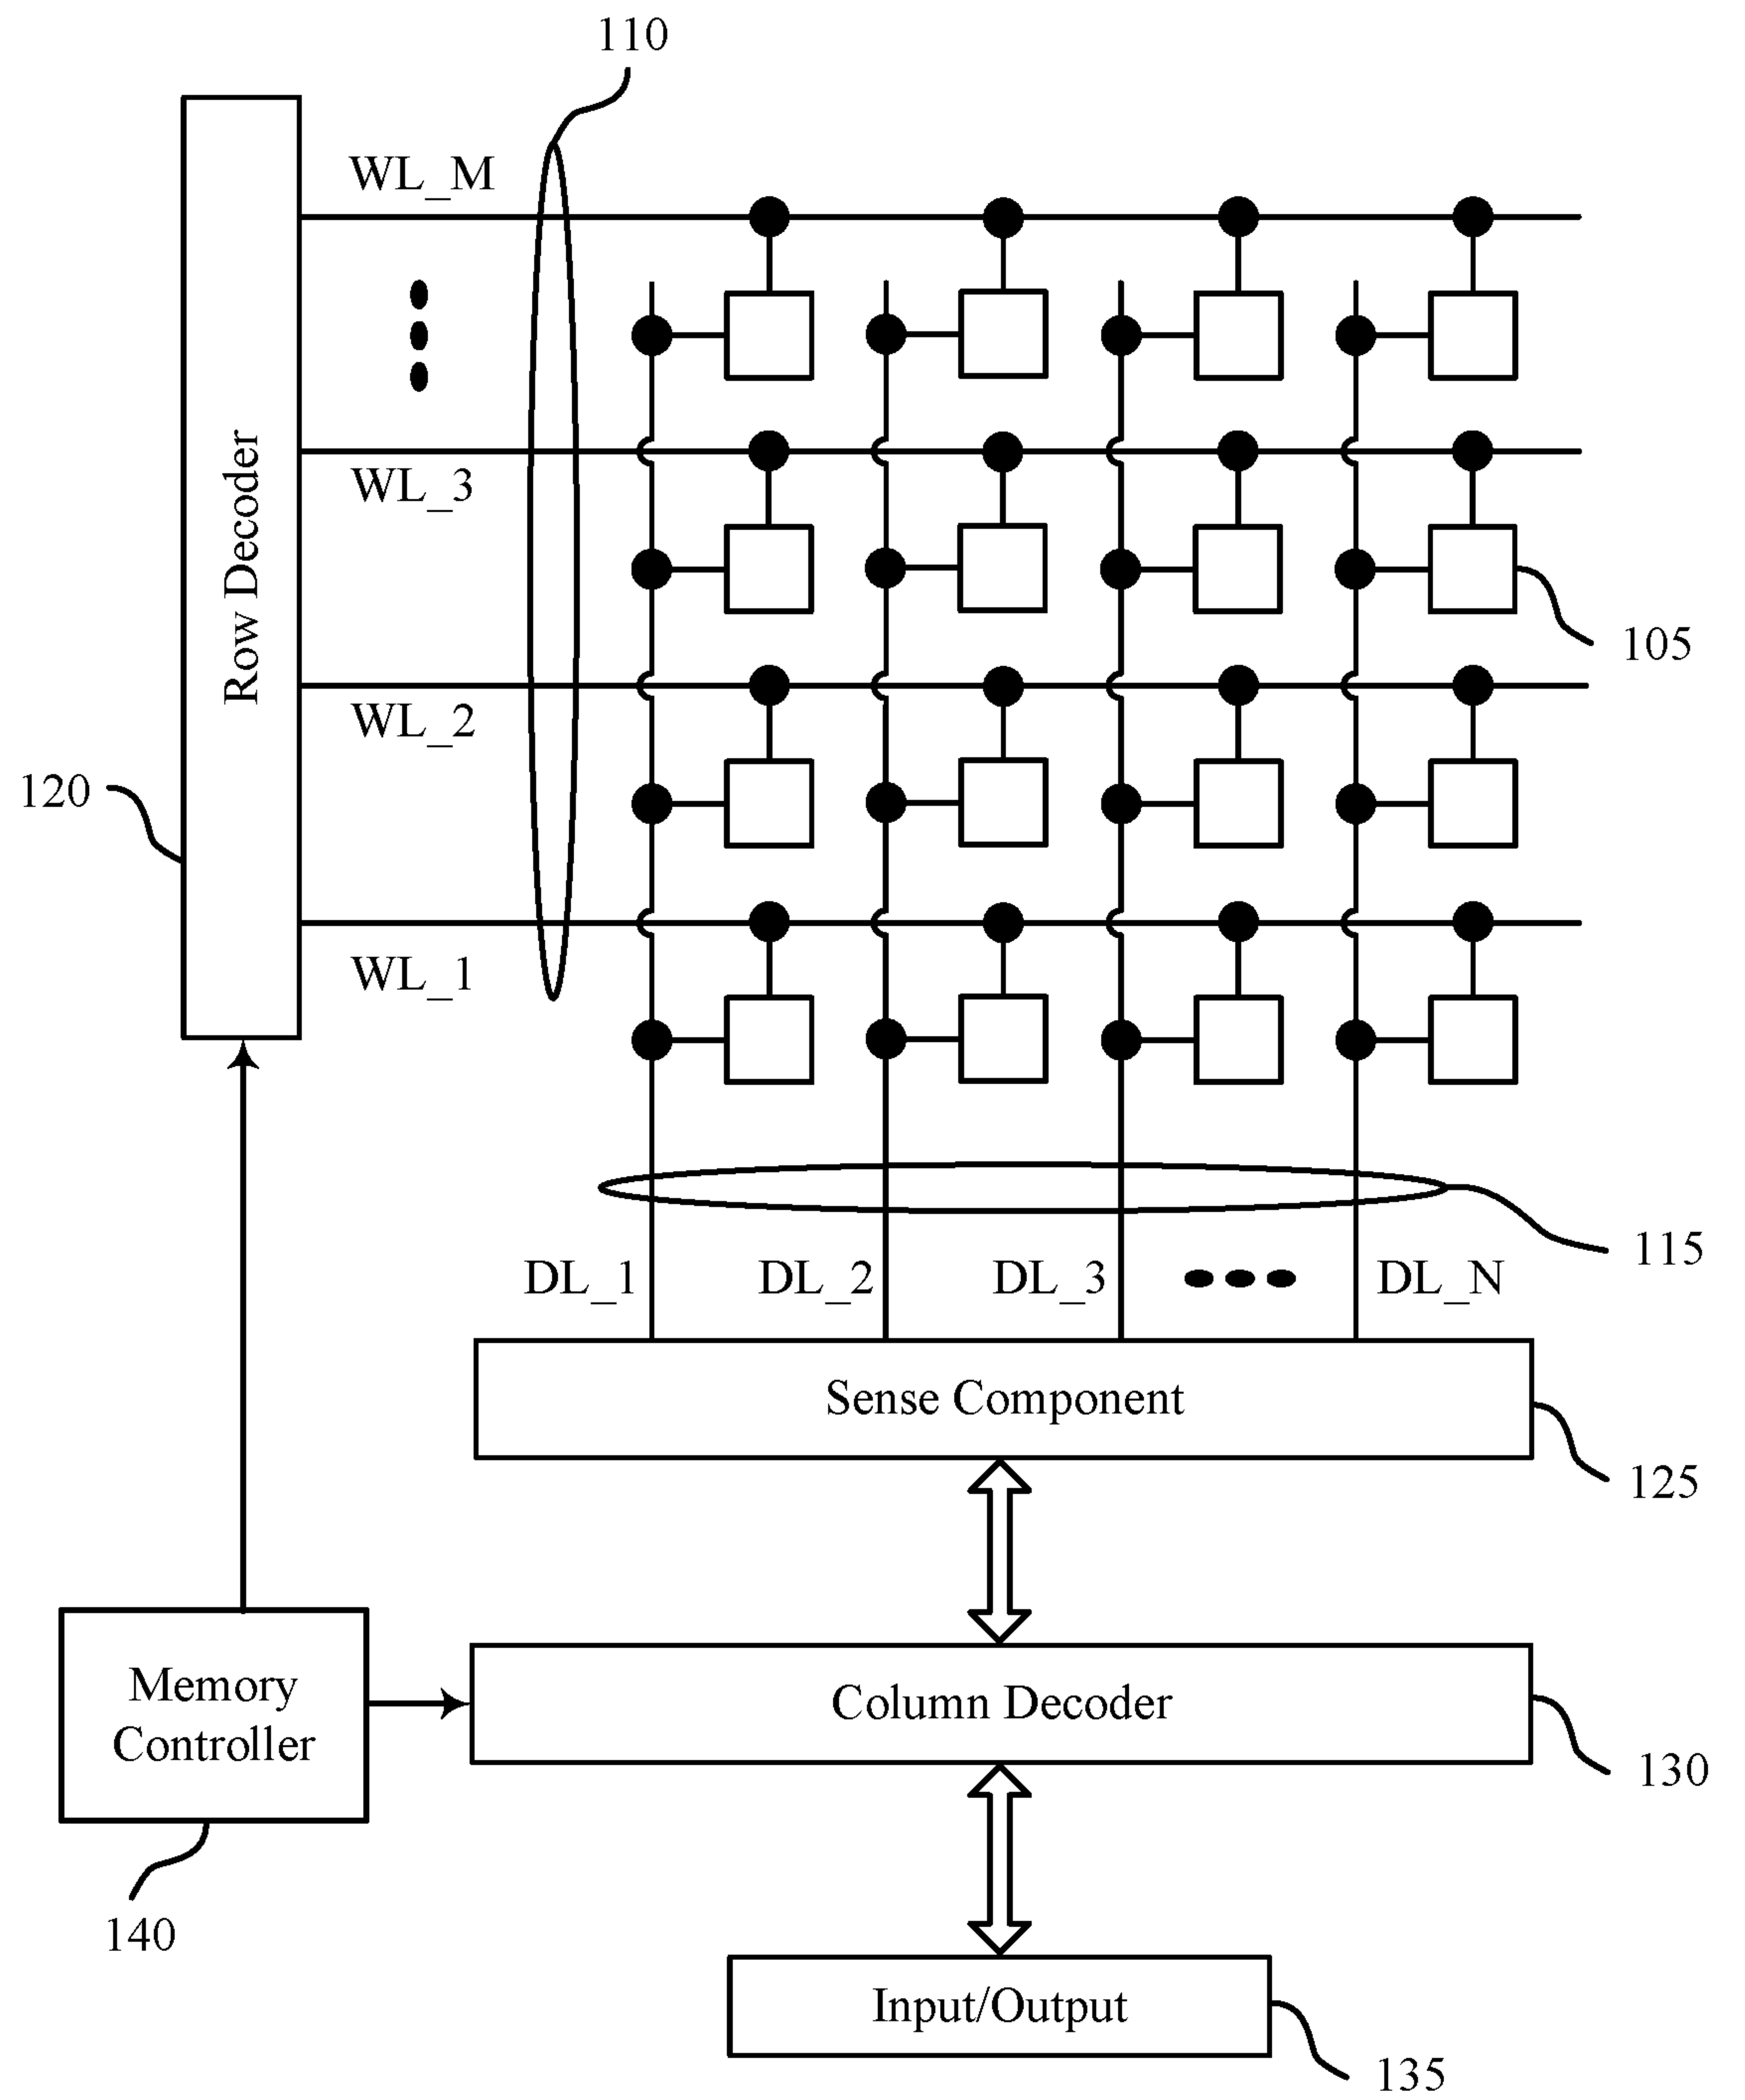 110
WL_M
WL_3
Row Decoder
105
WL_2
120
WL_1
115
DL_1
DL_2
DL_3
DL_N
Sense Component
125
Memory
Controller
Column Decoder
130
140
Input/Output
135